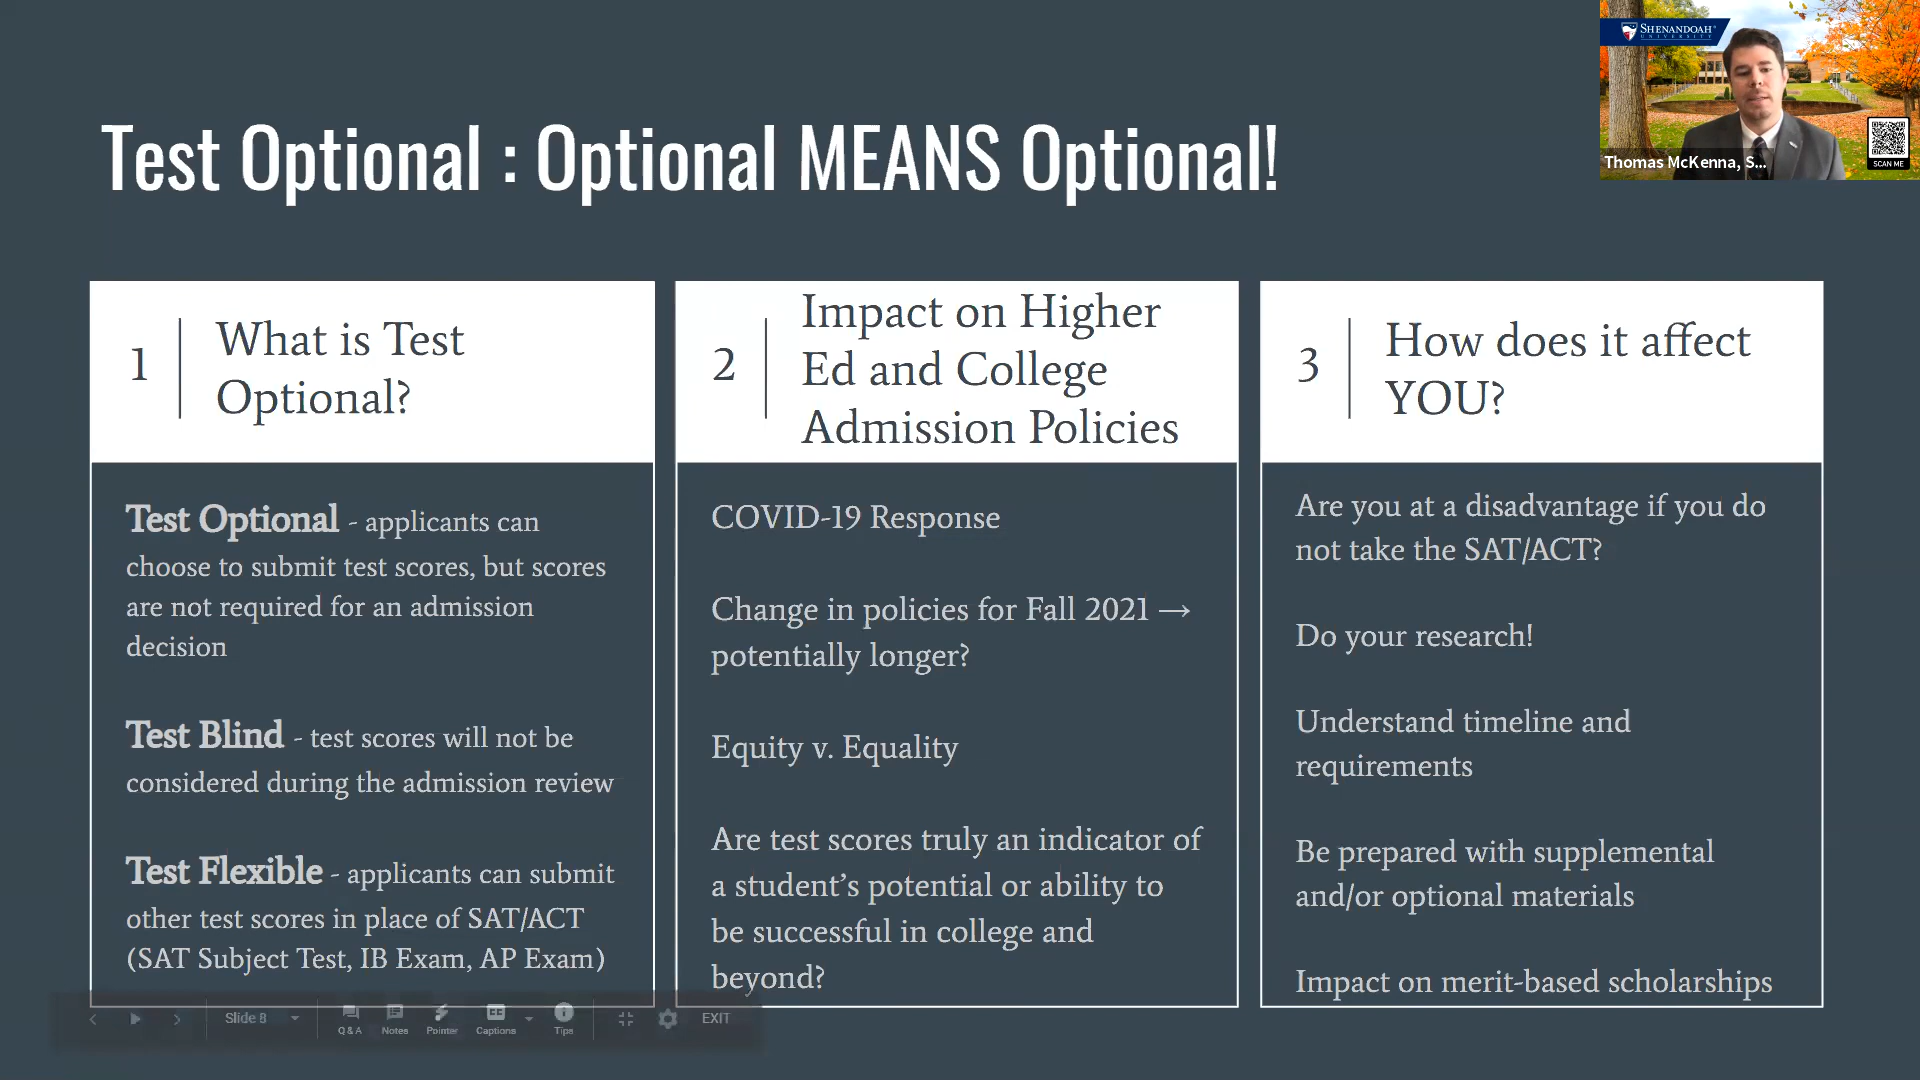 SHENANDOAH
UNIVERSITY
Thomas McKenna, S...
SCAN ME
Test Optional : Optional MEANS Optional!
1
What is Test
Optional?
Test Optional - applicants can
choose to submit test scores, but scores
are not required for an admission
decision
Test Blind - test scores will not be
considered during the admission review
Test Flexible - applicants can submit
other test scores in place of SAT/ACT
(SAT Subject Test, IB Exam, AP Exam)
2
Impact on Higher
Ed and College
Admission Policies
COVID-19 Response
Change in policies for Fall 2021 →
potentially longer?
Equity v. Equality
Are test scores truly an indicator of
a student’s potential or ability to
be successful in college and
beyond?
3
How does it affect
YOU?
Are you at a disadvantage if you do
not take the SAT/ACT?
Do your research!
Understand timeline and
requirements
Be prepared with supplemental
and/or optional materials
Impact on merit-based scholarships
Slide 8
Q & A
Notes
Pointer
CC
Captions
Tips
EXIT